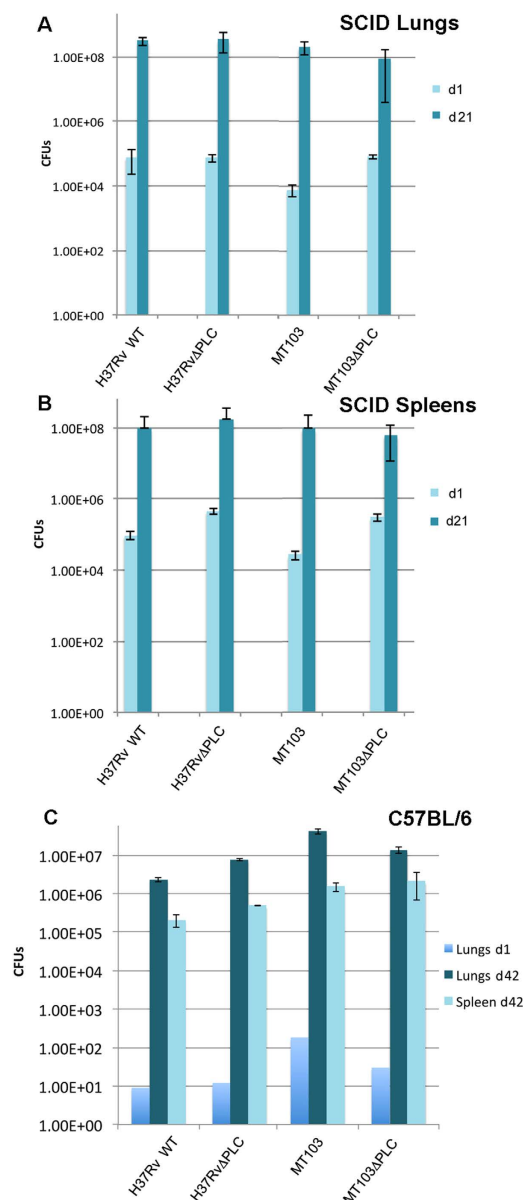 A
SCID Lungs
1.00E+08
1.00E+06
1.00E+04
1.00E+02
1.00E+00
CFUs
d1
d21
H37Rv WT
H37RvΔPLC
MT103
MT103ΔPLC
B
SCID Spleens
1.00E+08
1.00E+06
1.00E+04
1.00E+02
1.00E+00
CFUs
d1
d21
H37Rv WT
H37RvΔPLC
MT103
MT103ΔPLC
C
C57BL/6
1.00E+07
1.00E+06
1.00E+05
1.00E+04
1.00E+03
1.00E+02
1.00E+01
1.00E+00
CFUs
Lungs d1
Lungs d42
Spleen d42
H37Rv WT
H37RvΔPLC
MT103
MT103ΔPLC